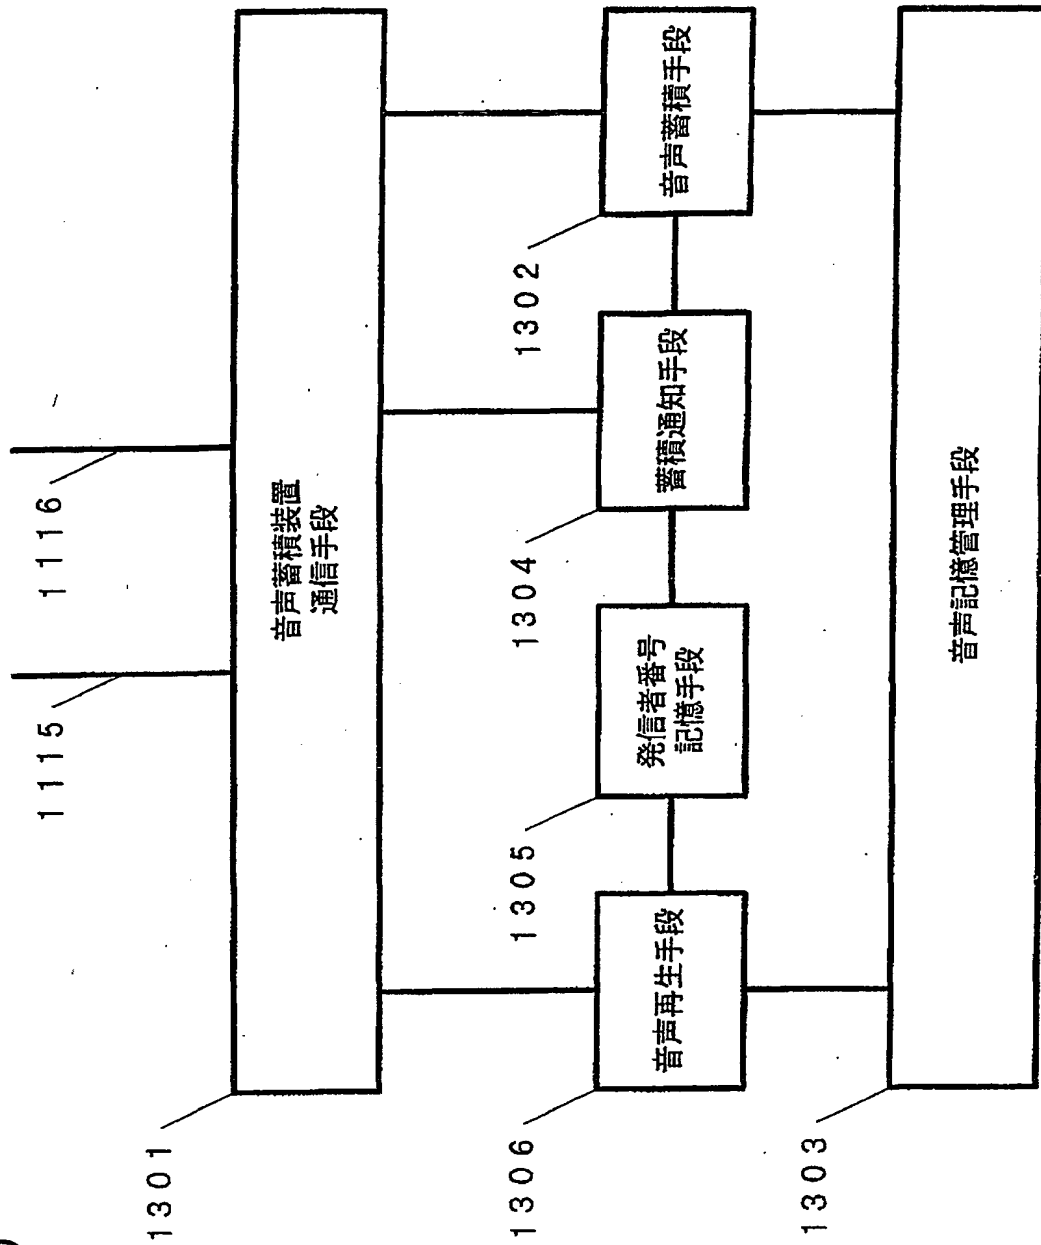 1115
1116
1301
音声蓄積装置
通信手段
1306
音声再生手段
1305
発信者番号
記憶手段
1304
蓄積通知手段
1302
音声蓄積手段
1303
音声記憶管理手段